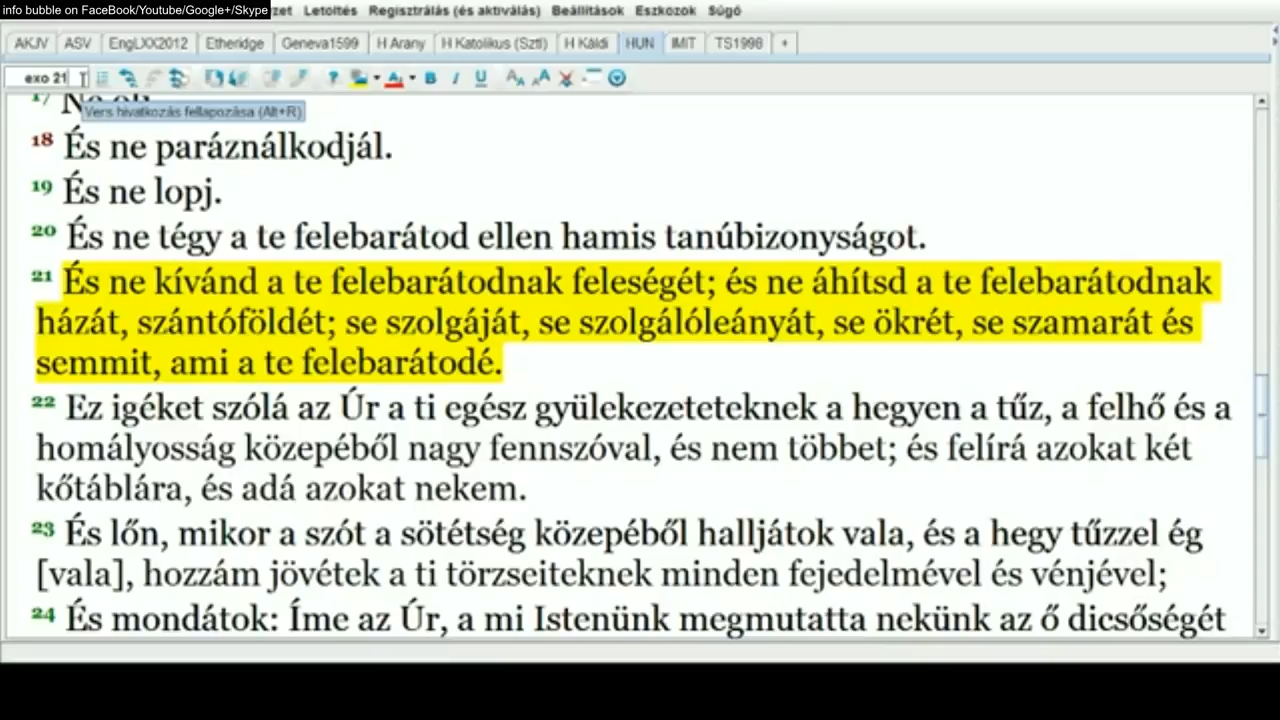 info bubble on FaceBook/Youtube/Google+/Skype
Letöltés Regisztrálás (és aktiválás) Beállítások Eszközök Súgó
AKJV ASV EnglXX2012 Etheridge Geneva1599 H Arany H Katolikus (SztI) H Káldi HUN IMIT TS1998 +
exo 21
Vers hivatkozás fellapozása (Alt+R)
17
18 És ne paráználkodjál.
19 És ne lopj.
20 És ne tégy a te felebarátod ellen hamis tanúbizonyságot.
21 És ne kívánd a te felebarátodnak feleségét; és ne áhítsd a te felebarátodnak
házát, szántóföldét; se szolgáját, se szolgálóleányát, se ökrét, se szamarát és
semmit, ami a te felebarátodé.
22 Ez igéket szólá az Úr a ti egész gyülekezeteteknek a hegyen a tűz, a felhő és a
homályosság közepéből nagy fennszóval, és nem többet; és felírá azokat két
kőtáblára, és adá azokat nekem.
23 És lőn, mikor a szót a sötétség közepéből halljátok vala, és a hegy tűzzel ég
[vala], hozzám jövétek a ti törzseiteknek minden fejedelmével és vénjével;
24 És mondátok: Íme az Úr, a mi Istenünk megmutatta nekünk az ő dicsőségét